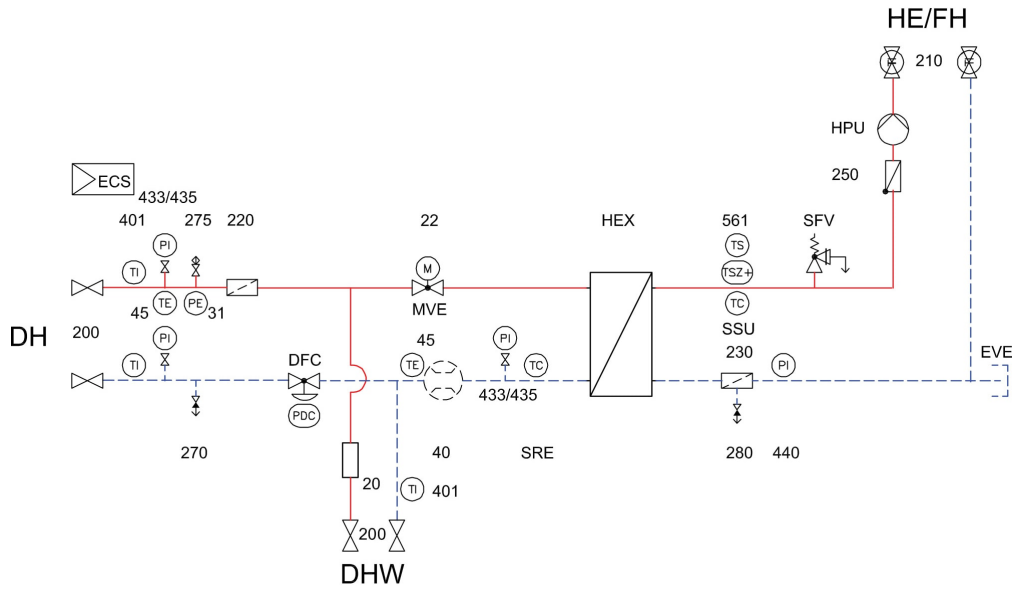 HE/FH
210
HPU
ECS
433/435
250
401
275
220
22
HEX
561
SFV
PI
TS
TI
M
TSZ+
45
TE
PE
31
MVE
TC
DH
200
SSU
PI
DFC
45
PI
230
EVE
TI
TE
TC
PI
433/435
PDC
270
40
SRE
280
440
20
TI
401
200
DHW